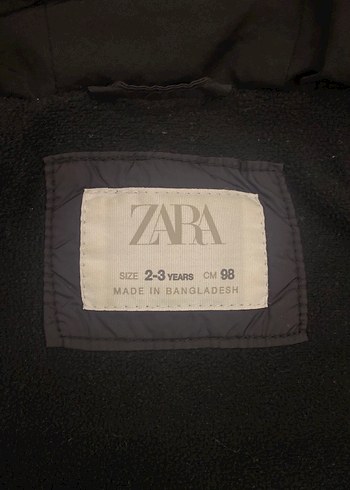 ZARA
SIZE 2-3 YEARS CM 98
MADE IN BANGLADESH